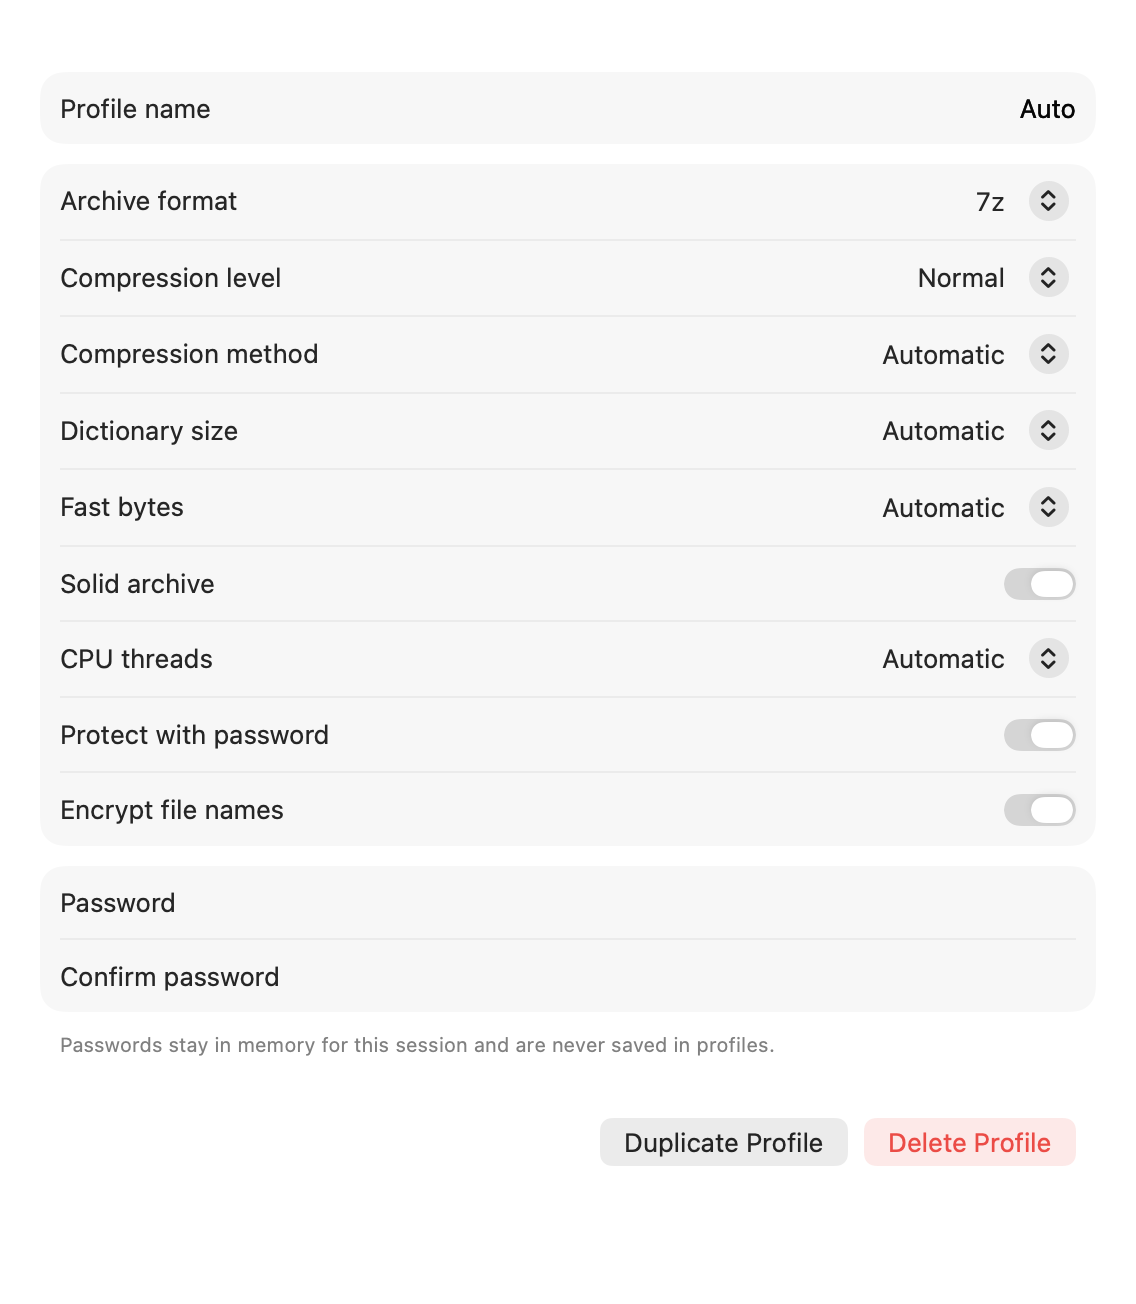 Profile name Auto
Archive format 7z
Compression level Normal
Compression method Automatic
Dictionary size Automatic
Fast bytes Automatic
Solid archive
CPU threads Automatic
Protect with password
Encrypt file names
Password
Confirm password
Passwords stay in memory for this session and are never saved in profiles.
Duplicate Profile Delete Profile